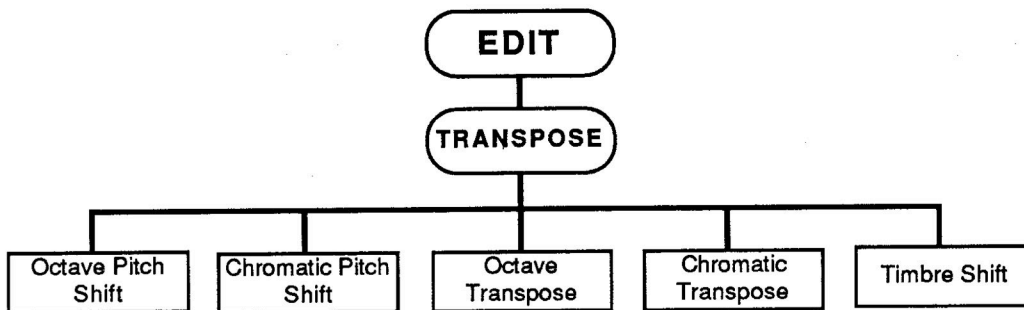 EDIT
TRANSPOSE
Octave Pitch
Shift
Chromatic Pitch
Shift
Octave
Transpose
Chromatic
Transpose
Timbre Shift